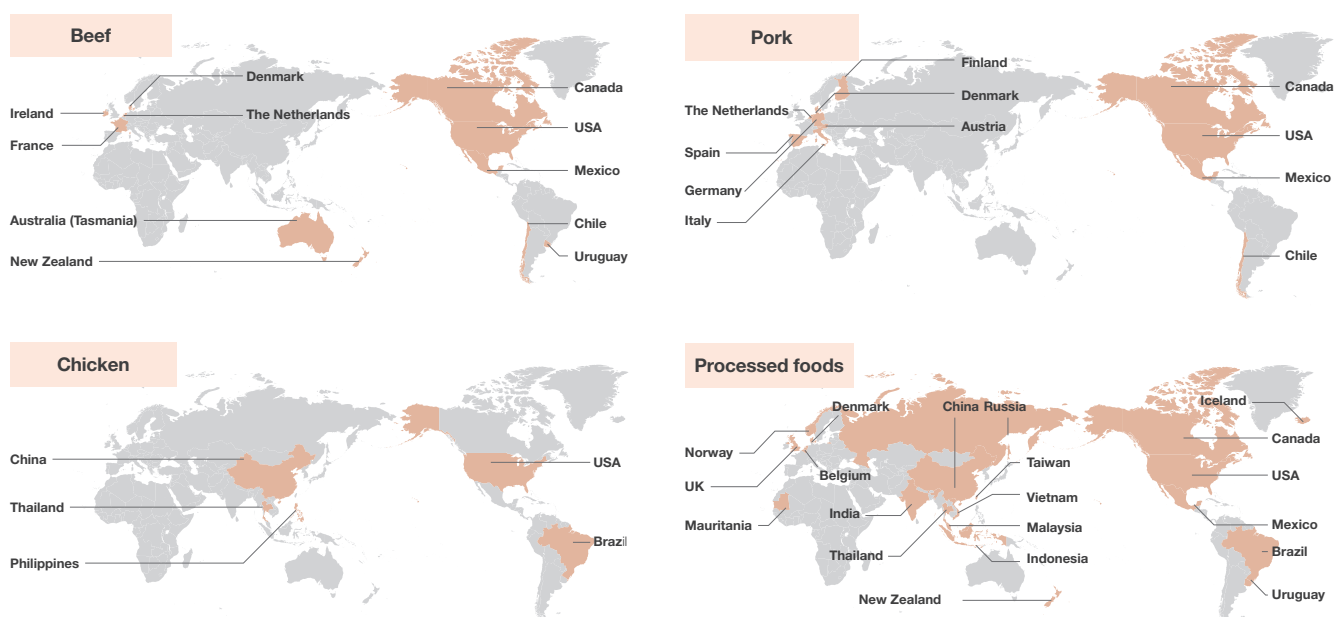 Beef
Denmark
Ireland
The Netherlands
France
Australia (Tasmania)
New Zealand
Canada
USA
Mexico
Chile
Uruguay
Pork
Finland
Denmark
The Netherlands
Austria
Spain
Germany
Italy
Canada
USA
Mexico
Chile
Chicken
China
Thailand
Philippines
USA
Brazil
Processed foods
Denmark
China Russia
Iceland
Norway
Canada
Belgium
Taiwan
USA
UK
Vietnam
India
Mauritania
Malaysia
Mexico
Thailand
Indonesia
Brazil
New Zealand
Uruguay